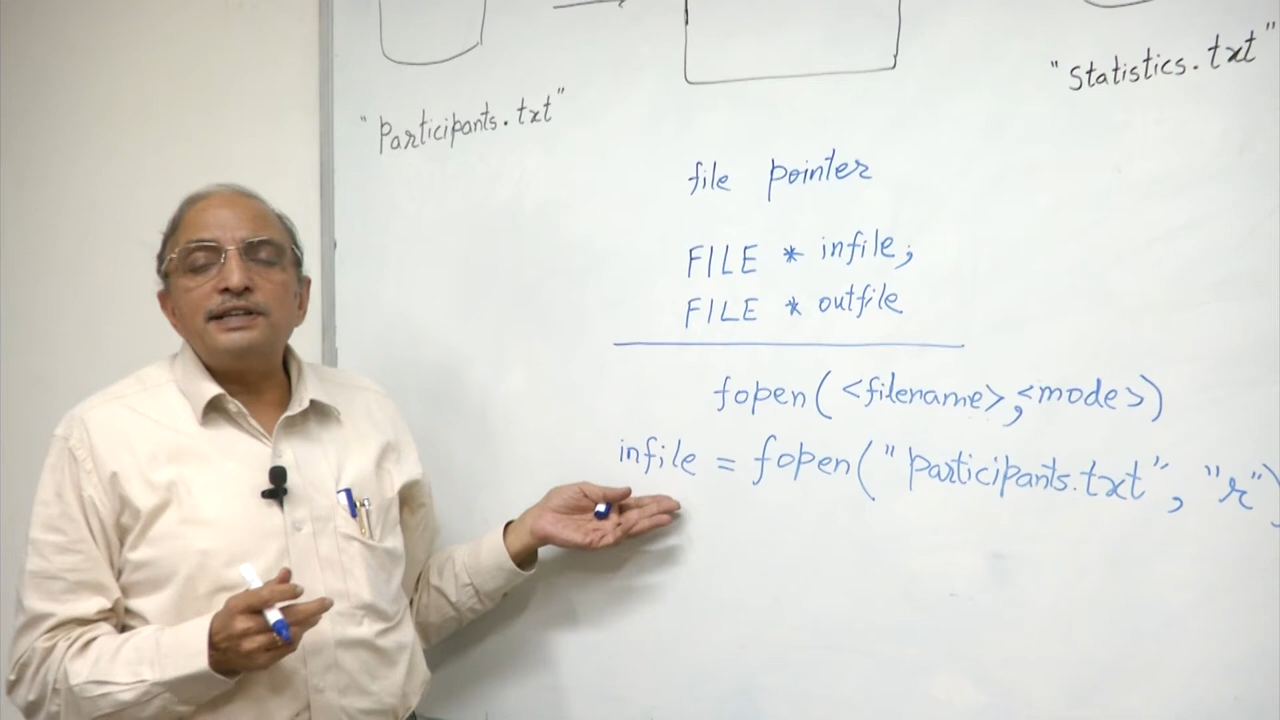 "Statistics.txt"
"Participants.txt"
file pointer
FILE * infile;
FILE * outfile
fopen(<filename>,<mode>)
infile = fopen("Participants.txt", "r")